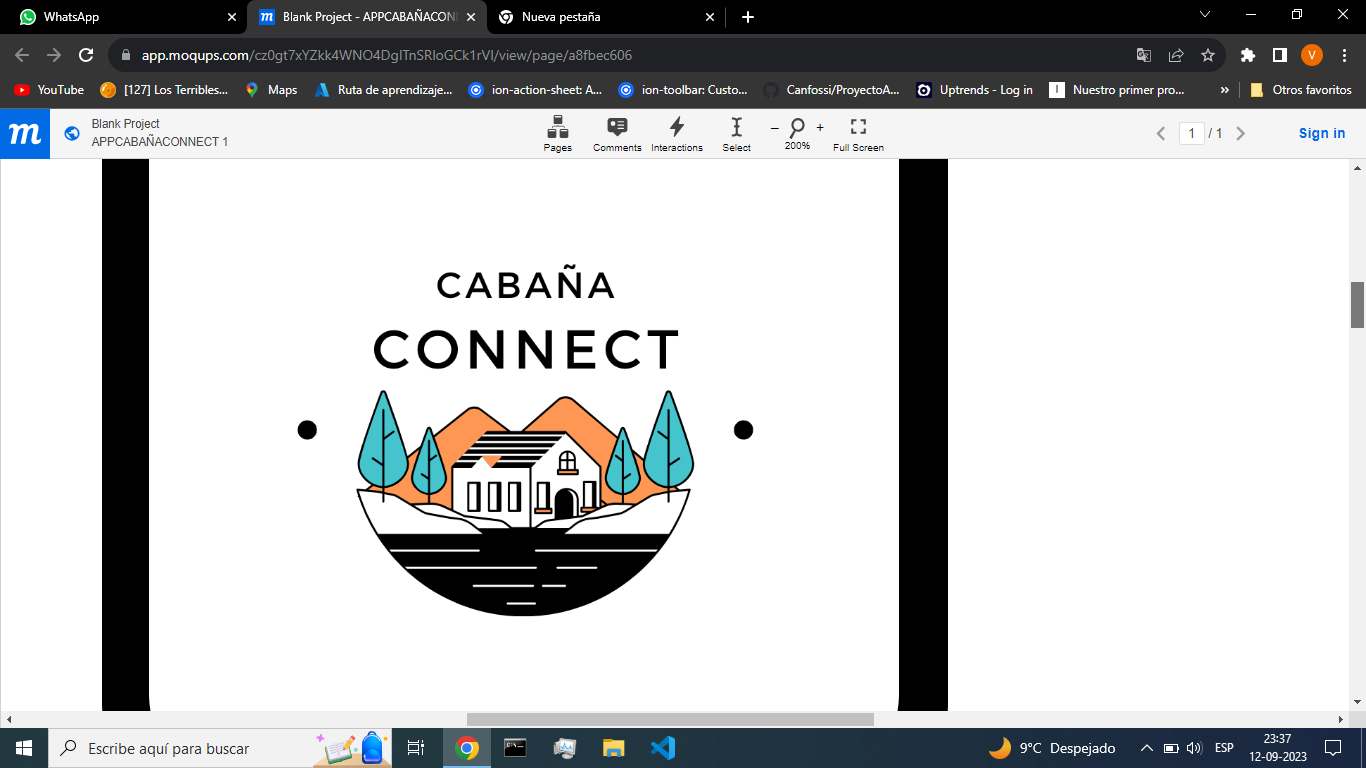 WhatsApp
Blank Project - APPCABAÑACON
Nueva pestaña
app.moqups.com/cz0gt7xYZkk4WNO4DgITnSRIoGCk1rVI/view/page/a8fbec606
V
YouTube
[127] Los Terribles...
Maps
Ruta de aprendizaje...
ion-action-sheet: A...
ion-toolbar: Custo...
Canfossi/ProyectoA...
Uptrends - Log in
Nuestro primer pro...
»
Otros favoritos
m
Blank Project
APPCABAÑACONNECT 1
Pages
Comments
Interactions
Select
– +
200%
Full Screen
1 / 1
Sign in
CABAÑA
CONNECT
Escribe aquí para buscar
9°C Despejado
ESP
23:37
12-09-2023